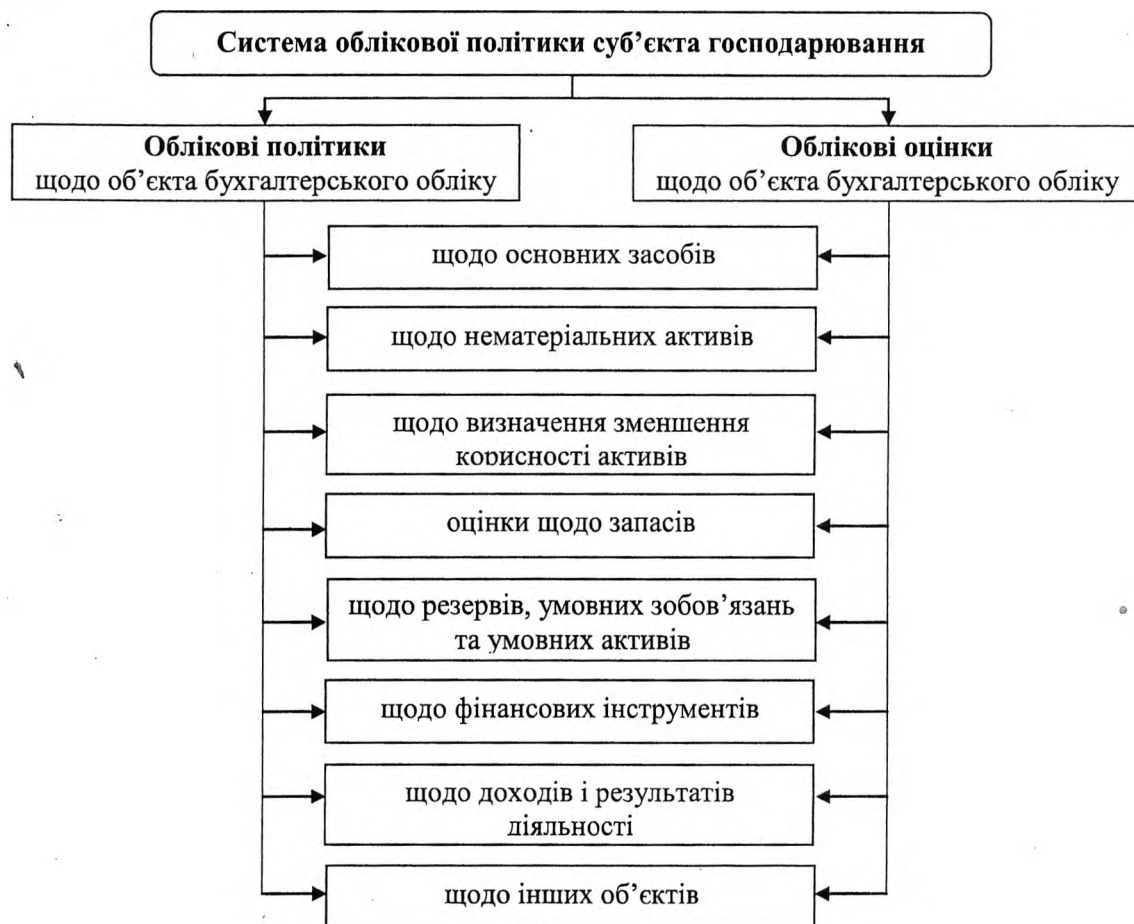 Система облікової політики суб’єкта господарювання
Облікові політики
щодо об’єкта бухгалтерського обліку
Облікові оцінки
щодо об’єкта бухгалтерського обліку
щодо основних засобів
щодо нематеріальних активів
щодо визначення зменшення
корисності активів
оцінки щодо запасів
щодо резервів, умовних зобов’язань
та умовних активів
щодо фінансових інструментів
щодо доходів і результатів
діяльності
щодо інших об’єктів